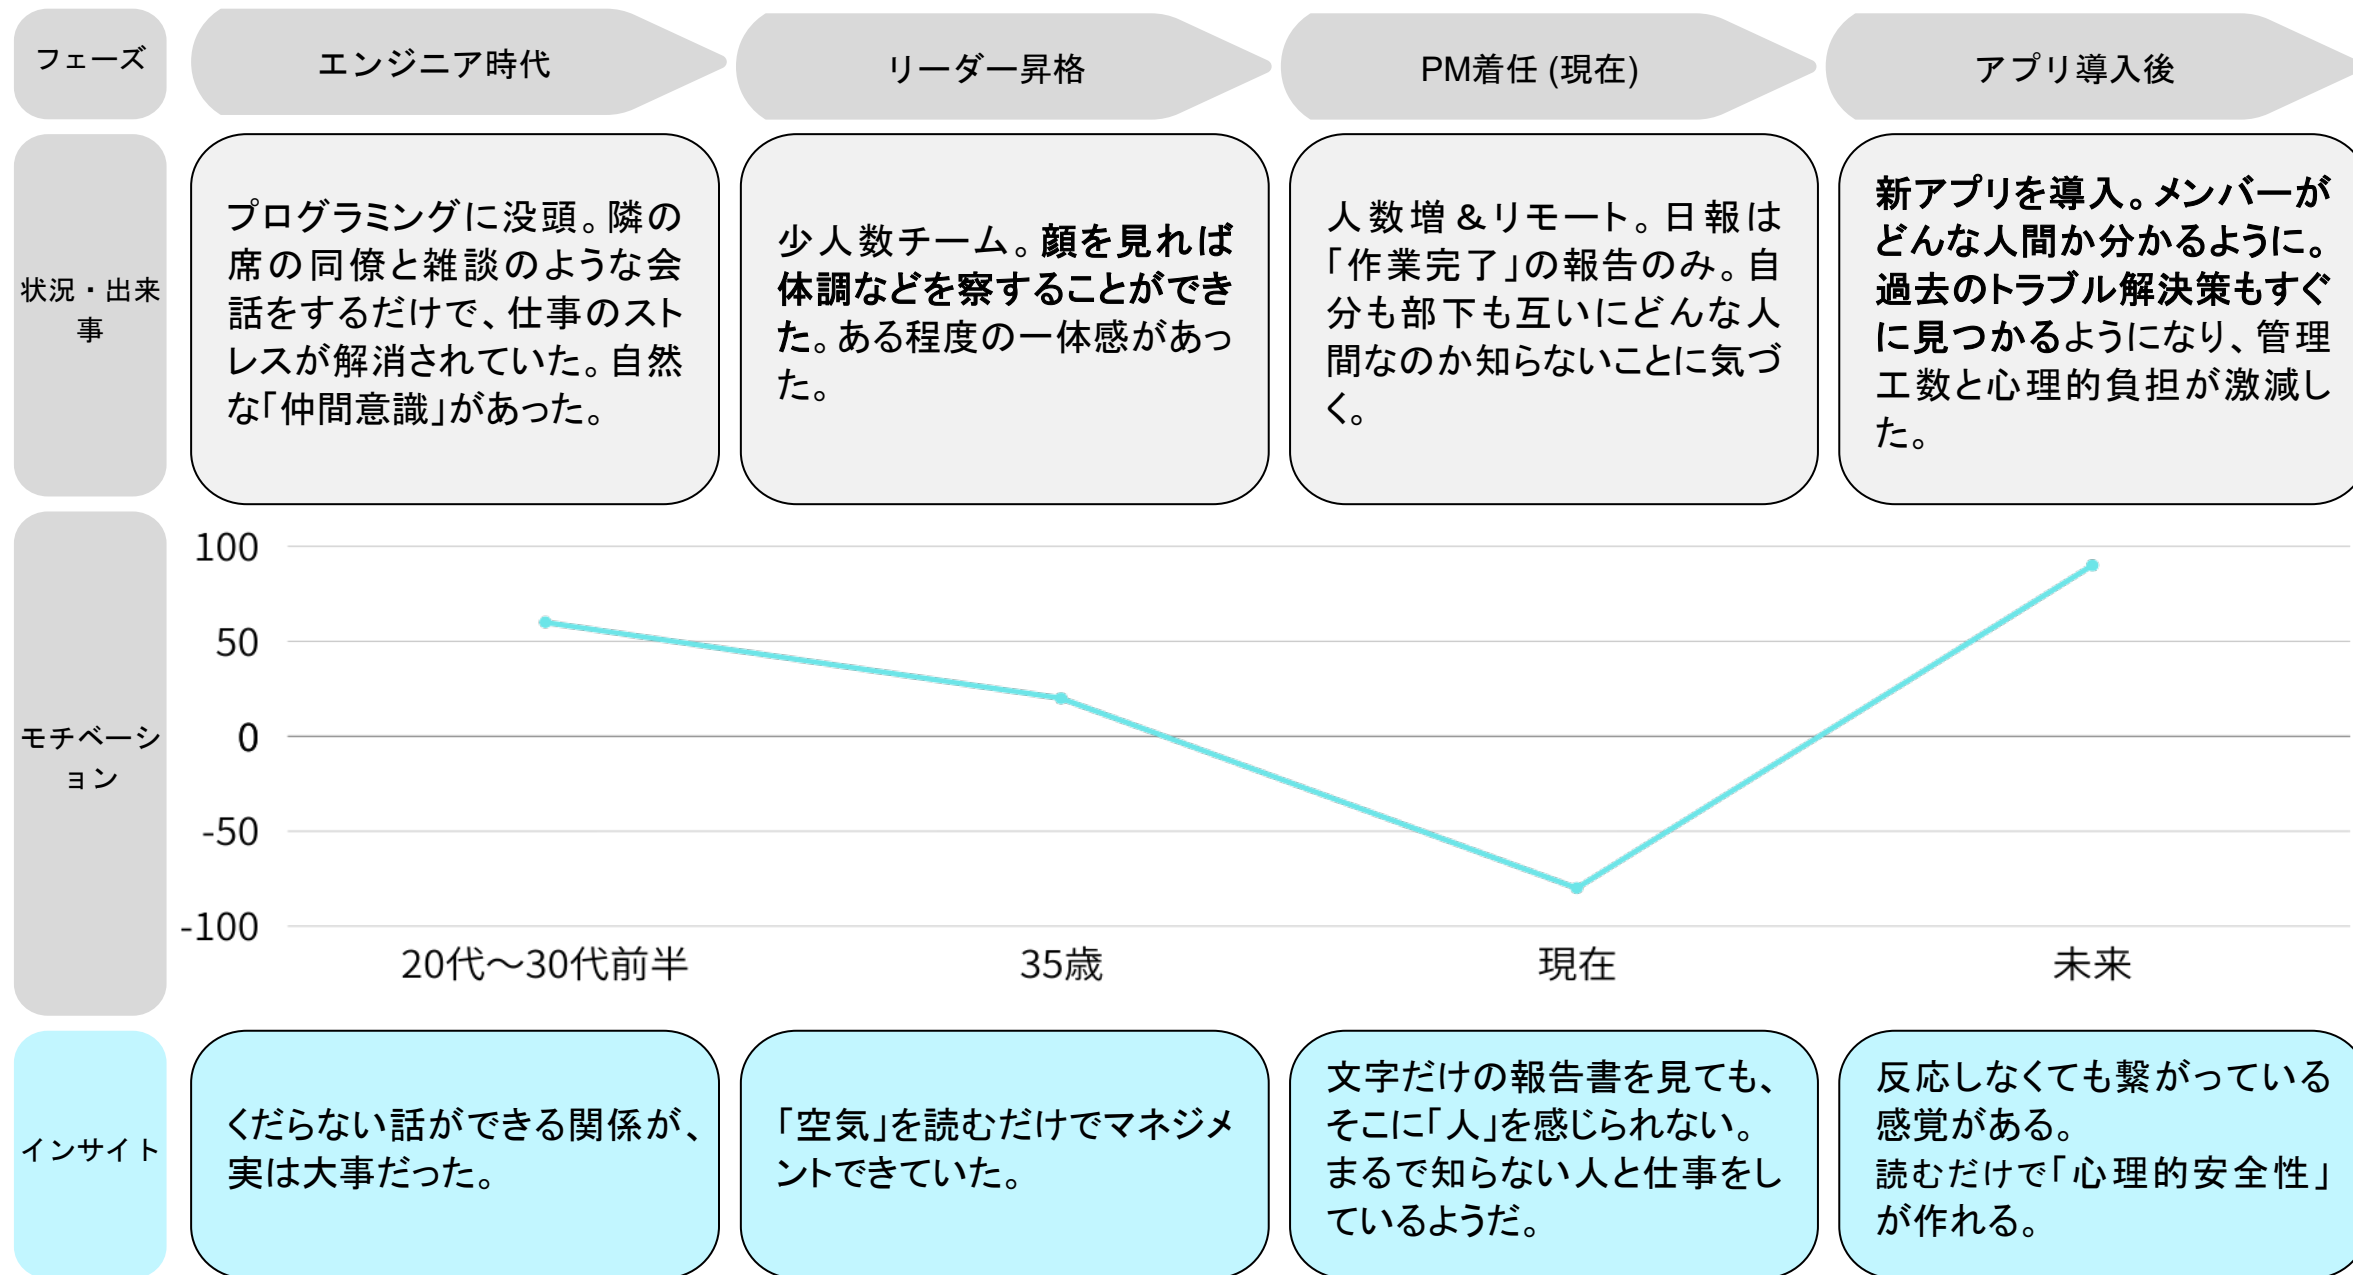 フェーズ
エンジニア時代
リーダー昇格
PM着任 (現在)
アプリ導入後
状況・出来
事
プログラミングに没頭。隣の
席の同僚と雑談のような会
話をするだけで、仕事のスト
レスが解消されていた。自然
な「仲間意識」があった。
少人数チーム。顔を見れば
体調などを察することができ
た。ある程度の一体感があっ
た。
人数増＆リモート。日報は
「作業完了」の報告のみ。自
分も部下も互いにどんな人
間なのか知らないことに気づ
く。
新アプリを導入。メンバーが
どんな人間か分かるように。
過去のトラブル解決策もすぐ
に見つかるようになり、管理
工数と心理的負担が激減し
た。
モチベーシ
ョン
100
50
0
-50
-100
20代〜30代前半
35歳
現在
未来
インサイト
くだらない話ができる関係が、
実は大事だった。
「空気」を読むだけでマネジメ
ントできていた。
文字だけの報告書を見ても、
そこに「人」を感じられない。
まるで知らない人と仕事をし
ているようだ。
反応しなくても繋がっている
感覚がある。
読むだけで「心理的安全性」
が作れる。